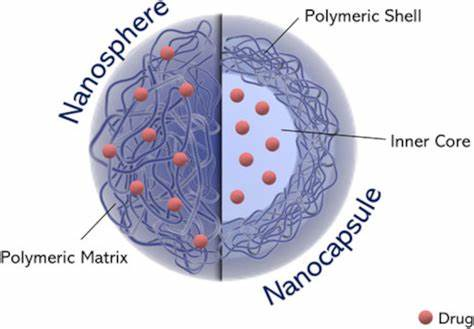 Nanosphere
Polymeric Shell
Inner Core
Polymeric Matrix
Nanocapsule
Drug